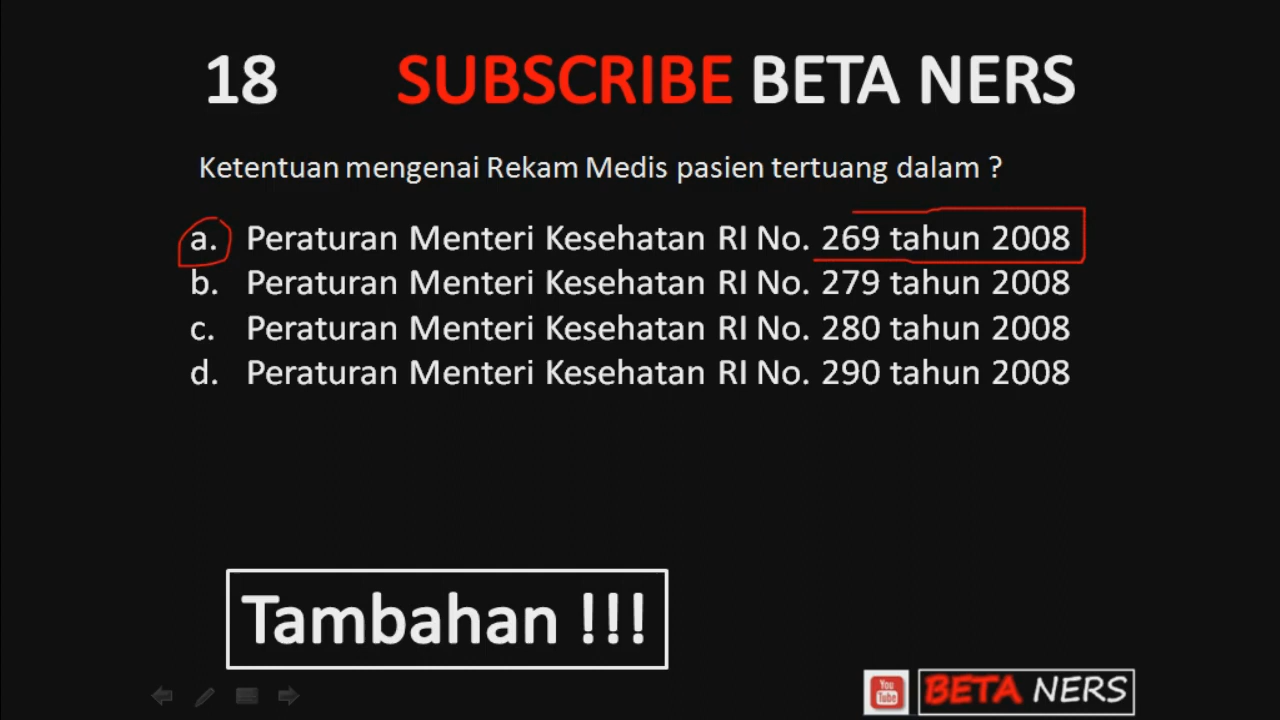 18 SUBSCRIBE BETA NERS
Ketentuan mengenai Rekam Medis pasien tertuang dalam ?
a. Peraturan Menteri Kesehatan RI No. 269 tahun 2008
b. Peraturan Menteri Kesehatan RI No. 279 tahun 2008
c. Peraturan Menteri Kesehatan RI No. 280 tahun 2008
d. Peraturan Menteri Kesehatan RI No. 290 tahun 2008
Tambahan !!!
You Tube BETA NERS